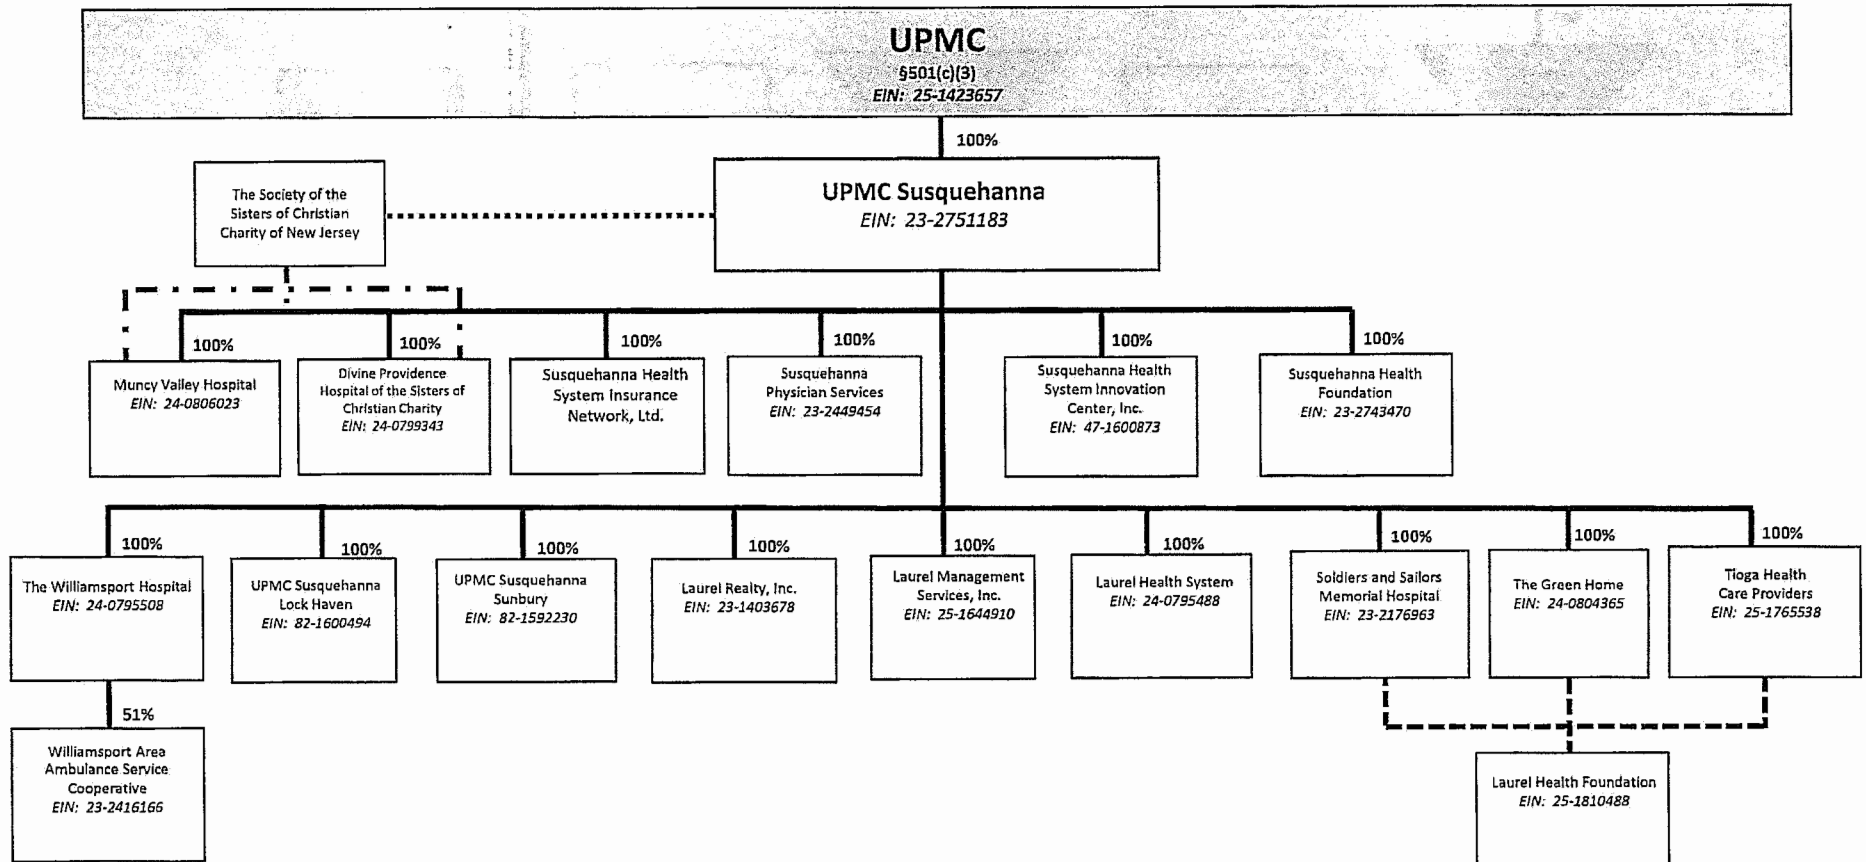 UPMC
§501(c)(3)
EIN: 25-1423657
100%
The Society of the
Sisters of Christian
Charity of New Jersey
UPMC Susquehanna
EIN: 23-2751183
100%
Muncy Valley Hospital
EIN: 24-0806023
100%
Divine Providence
Hospital of the Sisters of
Christian Charity
EIN: 24-0799343
100%
Susquehanna Health
System Insurance
Network, Ltd.
100%
Susquehanna
Physician Services
EIN: 23-2449454
100%
Susquehanna Health
System Innovation
Center, Inc.
EIN: 47-1600873
100%
Susquehanna Health
Foundation
EIN: 23-2743470
100%
The Williamsport Hospital
EIN: 24-0795508
100%
UPMC Susquehanna
Lock Haven
EIN: 82-1600494
100%
UPMC Susquehanna
Sunbury
EIN: 82-1592230
100%
Laurel Realty, Inc.
EIN: 23-1403678
100%
Laurel Management
Services, Inc.
EIN: 25-1644910
100%
Laurel Health System
EIN: 24-0795488
100%
Soldiers and Sailors
Memorial Hospital
EIN: 23-2176963
100%
The Green Home
EIN: 24-0804365
100%
Tioga Health
Care Providers
EIN: 25-1765538
51%
Williamsport Area
Ambulance Service
Cooperative
EIN: 23-2416166
Laurel Health Foundation
EIN: 25-1810488